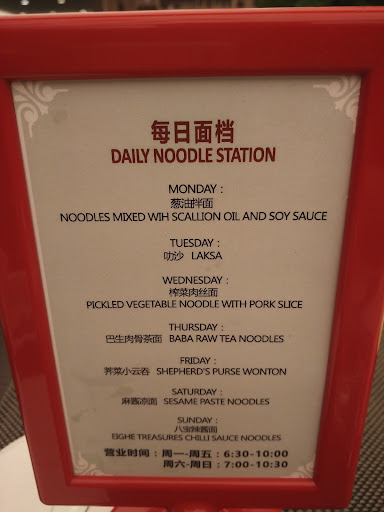 每日面档
DAILY NOODLE STATION
MONDAY：
葱油拌面
NOODLES MIXED WIH SCALLION OIL AND SOY SAUCE
TUESDAY：
叻沙 LAKSA
WEDNESDAY：
榨菜肉丝面
PICKLED VEGETABLE NOODLE WITH PORK SLICE
THURSDAY：
巴生肉骨茶面 BABA RAW TEA NOODLES
FRIDAY：
荠菜小云吞 SHEPHERD'S PURSE WONTON
SATURDAY：
麻酱凉面 SESAME PASTE NOODLES
SUNDAY：
八宝辣酱面
EIGHE TREASURES CHILLI SAUCE NOODLES
营业时间：周一-周五：6:30-10:00
周六-周日：7:00-10:30